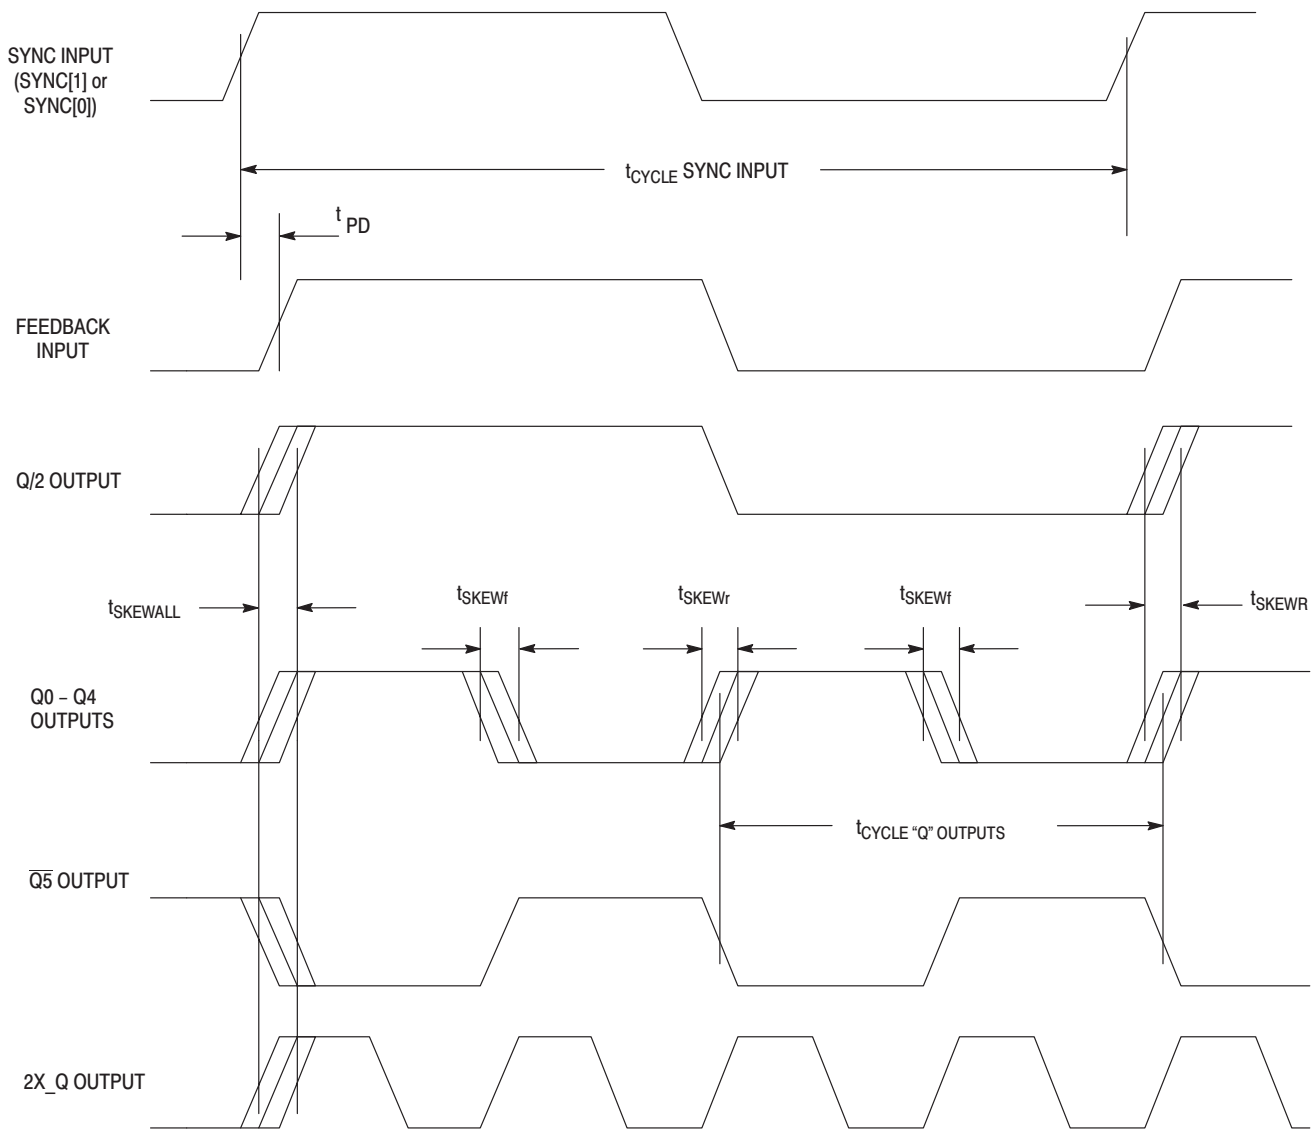 SYNC INPUT
(SYNC[1] or
SYNC[0])
tCYCLE SYNC INPUT
t PD
FEEDBACK
INPUT
Q/2 OUTPUT
tSKEWALL
tSKEWf
tSKEWr
tSKEWf
tSKEWR
Q0 – Q4
OUTPUTS
tCYCLE “Q” OUTPUTS
Q5 OUTPUT
2X_Q OUTPUT